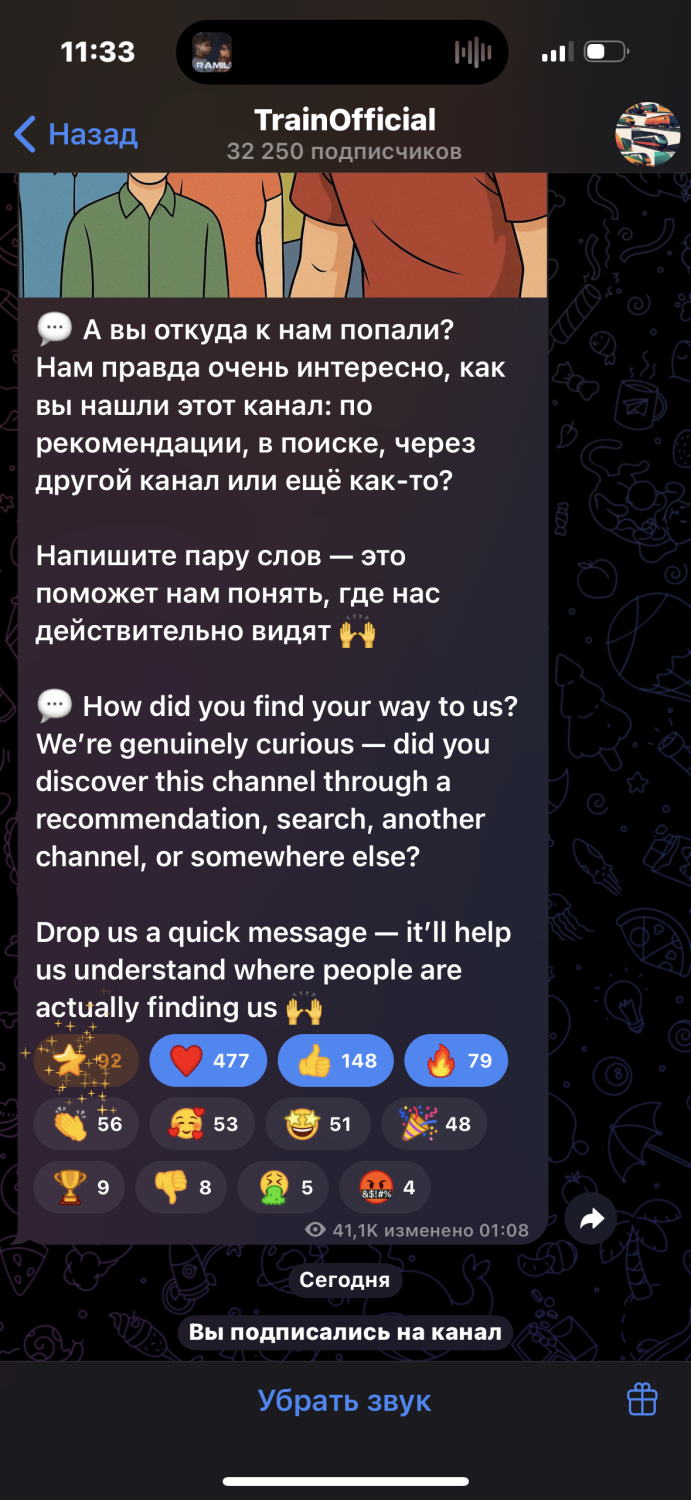 11:33
RAMIL
Назад
TrainOfficial
32 250 подписчиков
💬 А вы откуда к нам попали?
Нам правда очень интересно, как
вы нашли этот канал: по
рекомендации, в поиске, через
другой канал или ещё как-то?
Напишите пару слов — это
поможет нам понять, где нас
действительно видят 🙌
💬 How did you find your way to us?
We’re genuinely curious — did you
discover this channel through a
recommendation, search, another
channel, or somewhere else?
Drop us a quick message — it’ll help
us understand where people are
actually finding us 🙌
⭐ 92 ❤️ 477 👍 148 🔥 79
👏 56 🥰 53 🤩 51 🎉 48
🏆 9 👎 8 🤮 5 🤬 4
41,1K изменено 01:08
Сегодня
Вы подписались на канал
Убрать звук